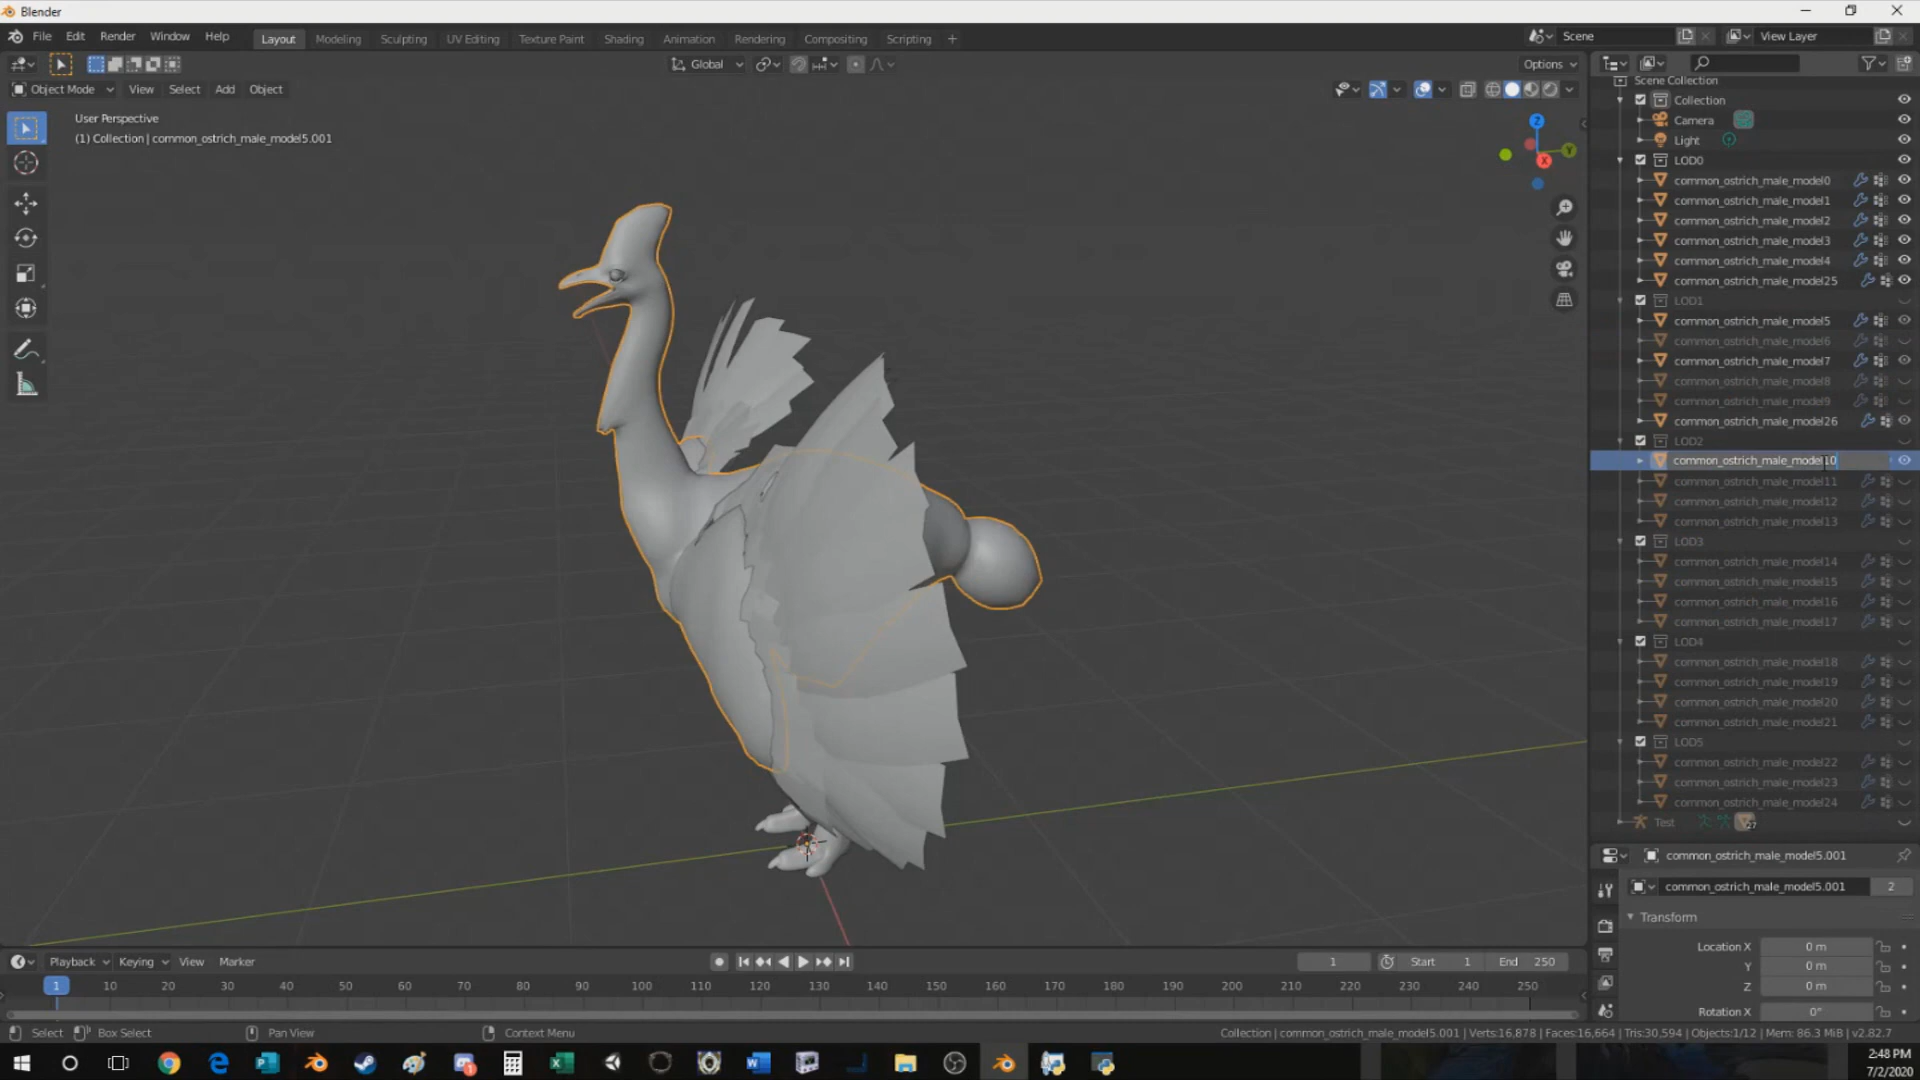 Blender
File Edit Render Window Help Layout Modeling Sculpting UV Editing Texture Paint Shading Animation Rendering Compositing Scripting + Scene View Layer
Global Options
Object Mode View Select Add Object
User Perspective
(1) Collection | common_ostrich_male_model5.001
Z
Y
X
Scene Collection
Collection
Camera
Light
LOD0
common_ostrich_male_model0
common_ostrich_male_model1
common_ostrich_male_model2
common_ostrich_male_model3
common_ostrich_male_model4
common_ostrich_male_model25
LOD1
common_ostrich_male_model5
common_ostrich_male_model6
common_ostrich_male_model7
common_ostrich_male_model8
common_ostrich_male_model9
common_ostrich_male_model26
LOD2
common_ostrich_male_model10
common_ostrich_male_model11
common_ostrich_male_model12
common_ostrich_male_model13
LOD3
common_ostrich_male_model14
common_ostrich_male_model15
common_ostrich_male_model16
common_ostrich_male_model17
LOD4
common_ostrich_male_model18
common_ostrich_male_model19
common_ostrich_male_model20
common_ostrich_male_model21
LOD5
common_ostrich_male_model22
common_ostrich_male_model23
common_ostrich_male_model24
Test 27
common_ostrich_male_model5.001
common_ostrich_male_model5.001 2
Transform
Location X 0 m
Y 0 m
Z 0 m
Rotation X 0°
Playback Keying View Marker 1 Start 1 End 250
1 10 20 30 40 50 60 70 80 90 100 110 120 130 140 150 160 170 180 190 200 210 220 230 240 250
Select Box Select Pan View Context Menu Collection | common_ostrich_male_model5.001 | Verts:16,878 | Faces:16,664 | Tris:30,594 | Objects:1/12 | Mem: 86.3 MiB | v2.82.7
2:48 PM
7/2/2020